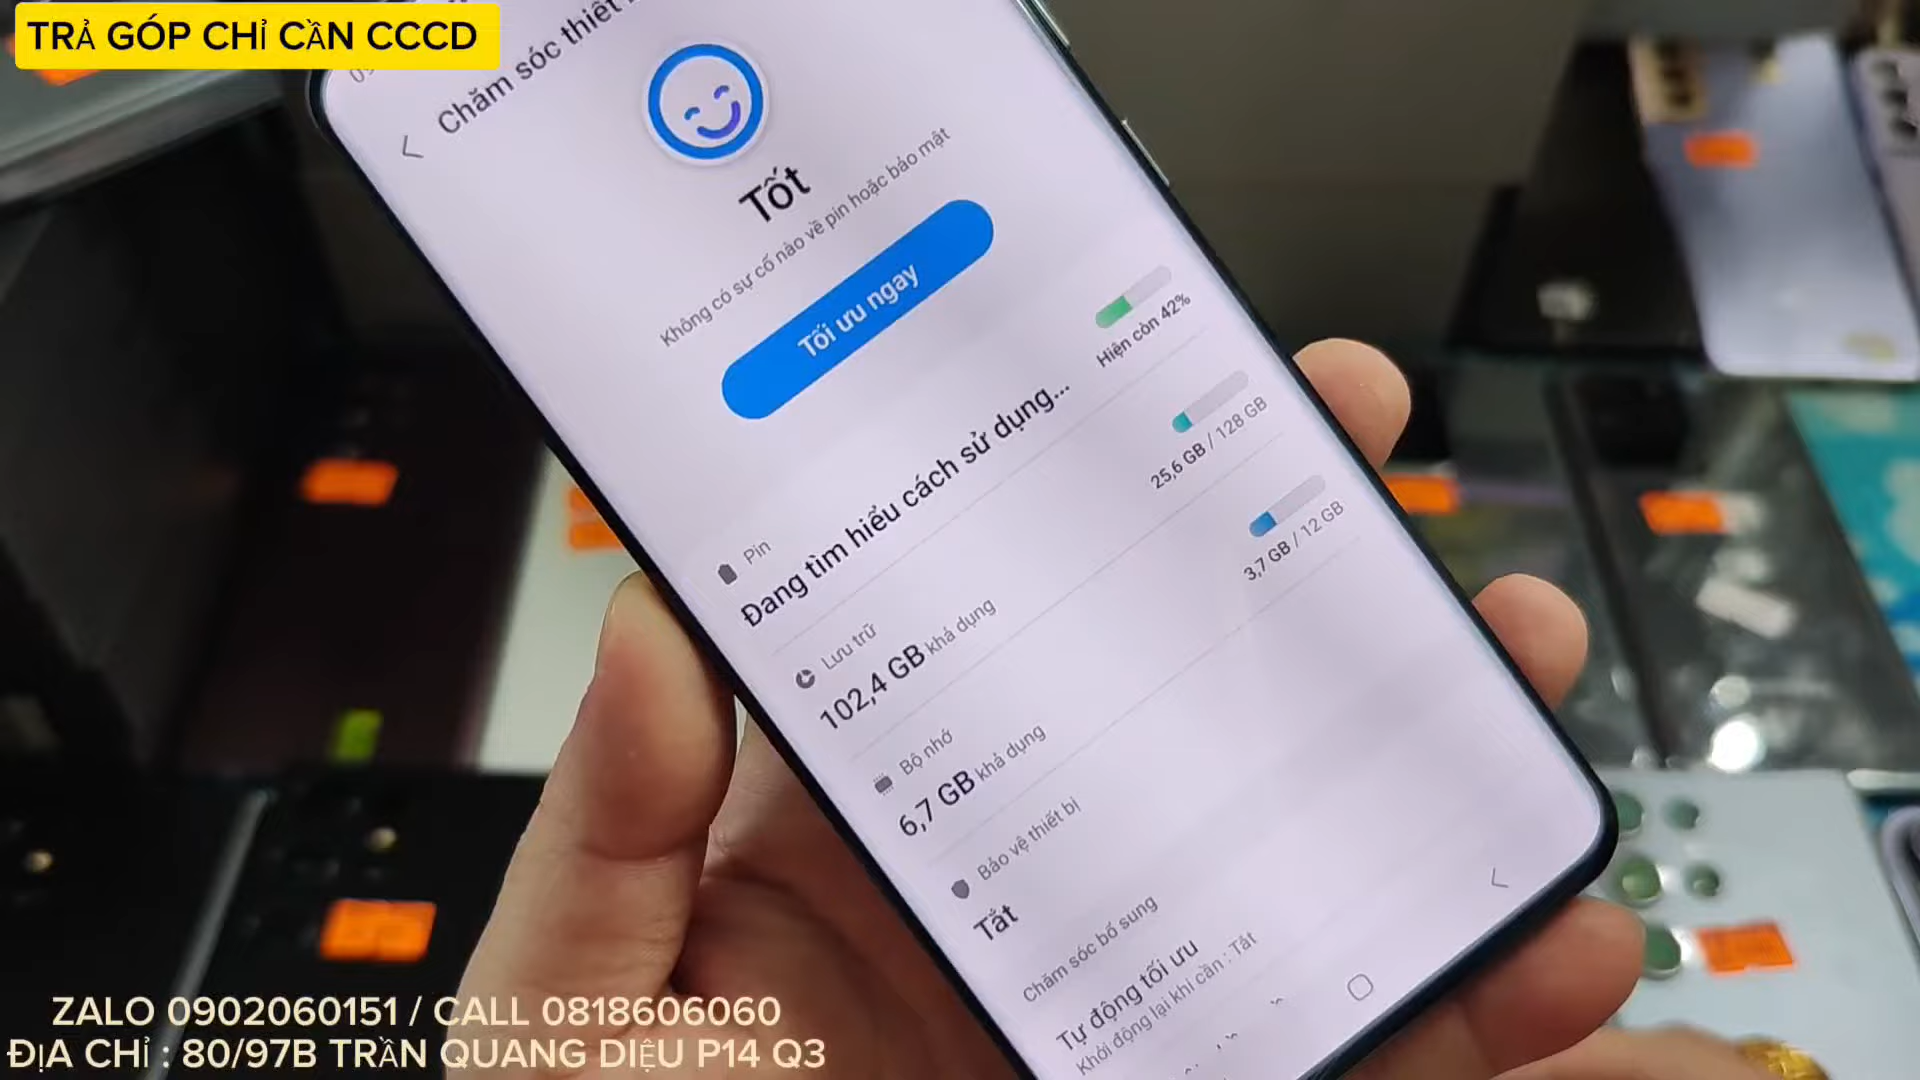 TRẢ GÓP CHỈ CẦN CCCD
Chăm sóc thiết
Tốt
Không có sự cố nào về pin hoặc bảo mật
Tối ưu ngay
Pin
Đang tìm hiểu cách sử dụng...
Hiện còn 42%
Lưu trữ
102,4 GB khả dụng
25,6 GB / 128 GB
Bộ nhớ
6,7 GB khả dụng
3,7 GB / 12 GB
Bảo vệ thiết bị
Tắt
Chăm sóc bổ sung
Tự động tối ưu
Khởi động lại khi cần : Tắt
ZALO 0902060151 / CALL 0818606060
ĐỊA CHỈ : 80/97B TRẦN QUANG DIỆU P14 Q3